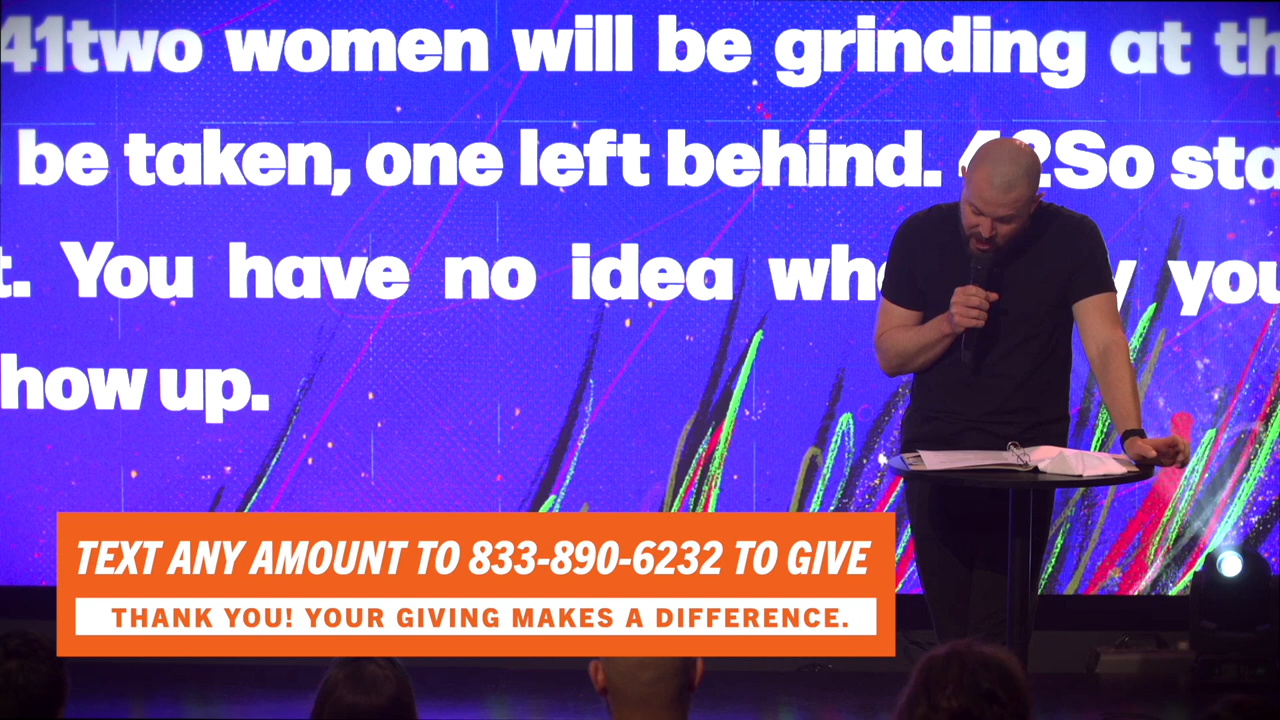 41two women will be grinding at th
be taken, one left behind. 42So sta
t. You have no idea wh y you
how up.
TEXT ANY AMOUNT TO 833-890-6232 TO GIVE
THANK YOU! YOUR GIVING MAKES A DIFFERENCE.